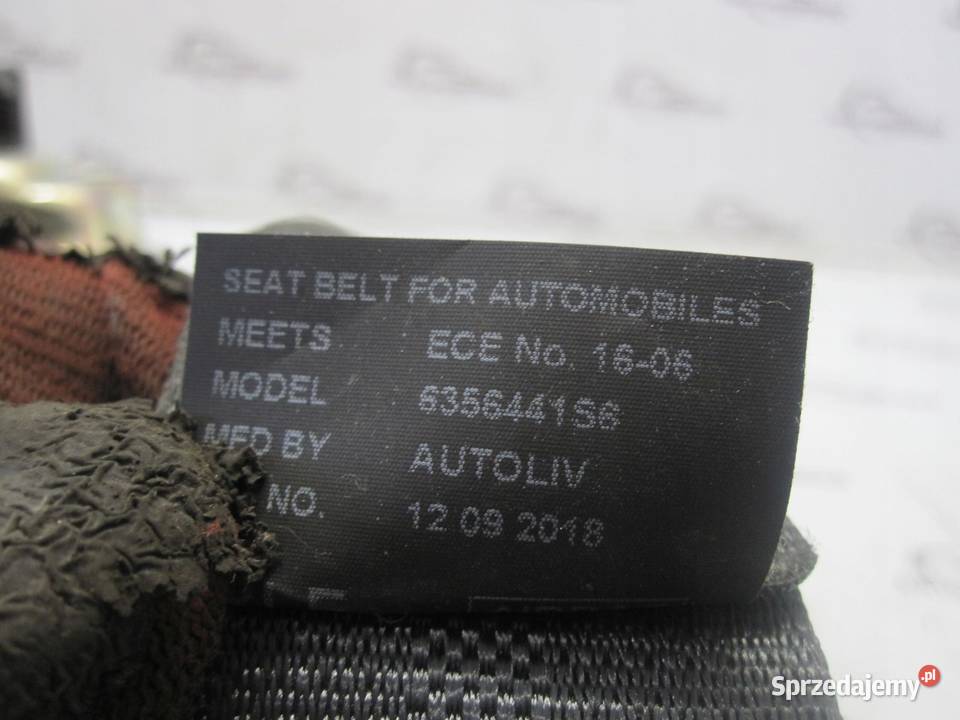 SEAT BELT FOR AUTOMOBILES
MEETS ECE No. 16-06
MODEL 6356441S6
MFD BY AUTOLIV
NO. 12 09 2018
Sprzedajemy.pl